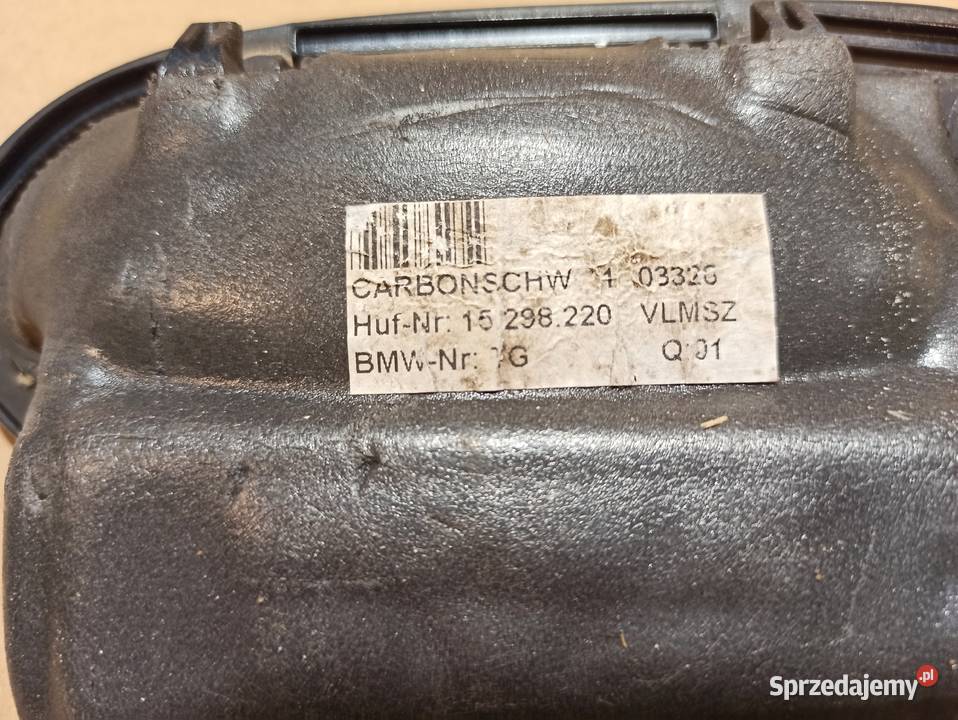 CARBONSCHW
Huf-Nr: 15 298.220 VLMSZ
BMW-Nr:
Sprzedajemy.pl